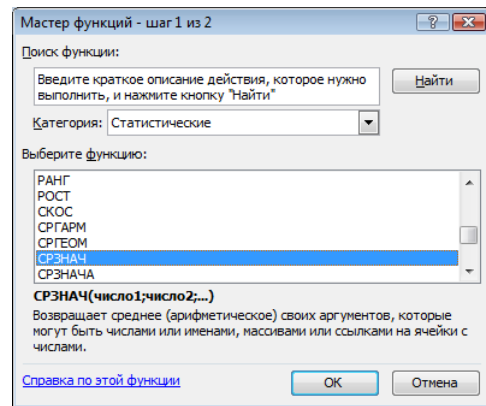 Мастер функций - шаг 1 из 2
Поиск функции:
Введите краткое описание действия, которое нужно
выполнить, и нажмите кнопку "Найти"
Найти
Категория: Статистические
Выберите функцию:
РАНГ
РОСТ
СКОС
СРГАРМ
СРГЕОМ
СРЗНАЧ
СРЗНАЧА
СРЗНАЧ(число1;число2;...)
Возвращает среднее (арифметическое) своих аргументов, которые
могут быть числами или именами, массивами или ссылками на ячейки с
числами.
Справка по этой функции
ОК
Отмена